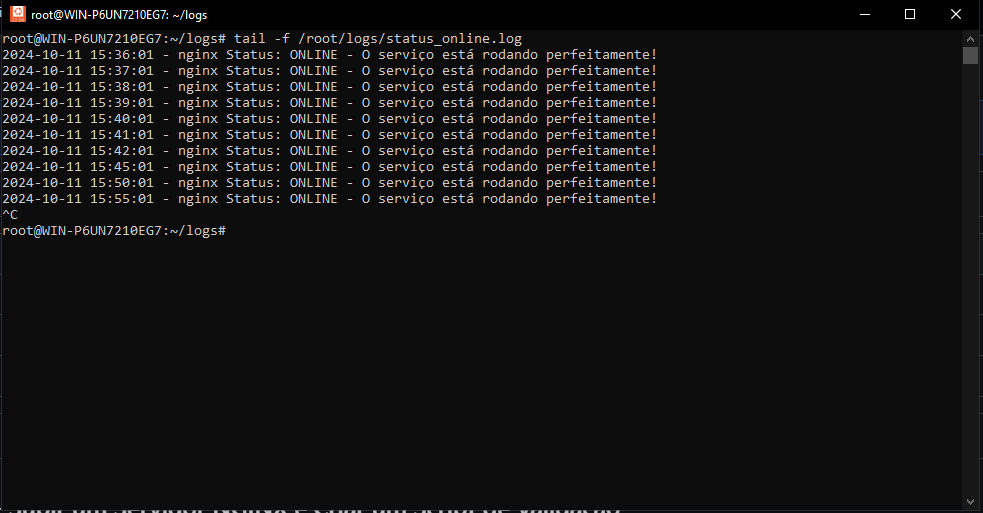 root@WIN-P6UN7210EG7: ~/logs
root@WIN-P6UN7210EG7:~/logs# tail -f /root/logs/status_online.log
2024-10-11 15:36:01 - nginx Status: ONLINE - O serviço está rodando perfeitamente!
2024-10-11 15:37:01 - nginx Status: ONLINE - O serviço está rodando perfeitamente!
2024-10-11 15:38:01 - nginx Status: ONLINE - O serviço está rodando perfeitamente!
2024-10-11 15:39:01 - nginx Status: ONLINE - O serviço está rodando perfeitamente!
2024-10-11 15:40:01 - nginx Status: ONLINE - O serviço está rodando perfeitamente!
2024-10-11 15:41:01 - nginx Status: ONLINE - O serviço está rodando perfeitamente!
2024-10-11 15:42:01 - nginx Status: ONLINE - O serviço está rodando perfeitamente!
2024-10-11 15:45:01 - nginx Status: ONLINE - O serviço está rodando perfeitamente!
2024-10-11 15:50:01 - nginx Status: ONLINE - O serviço está rodando perfeitamente!
2024-10-11 15:55:01 - nginx Status: ONLINE - O serviço está rodando perfeitamente!
^C
root@WIN-P6UN7210EG7:~/logs#